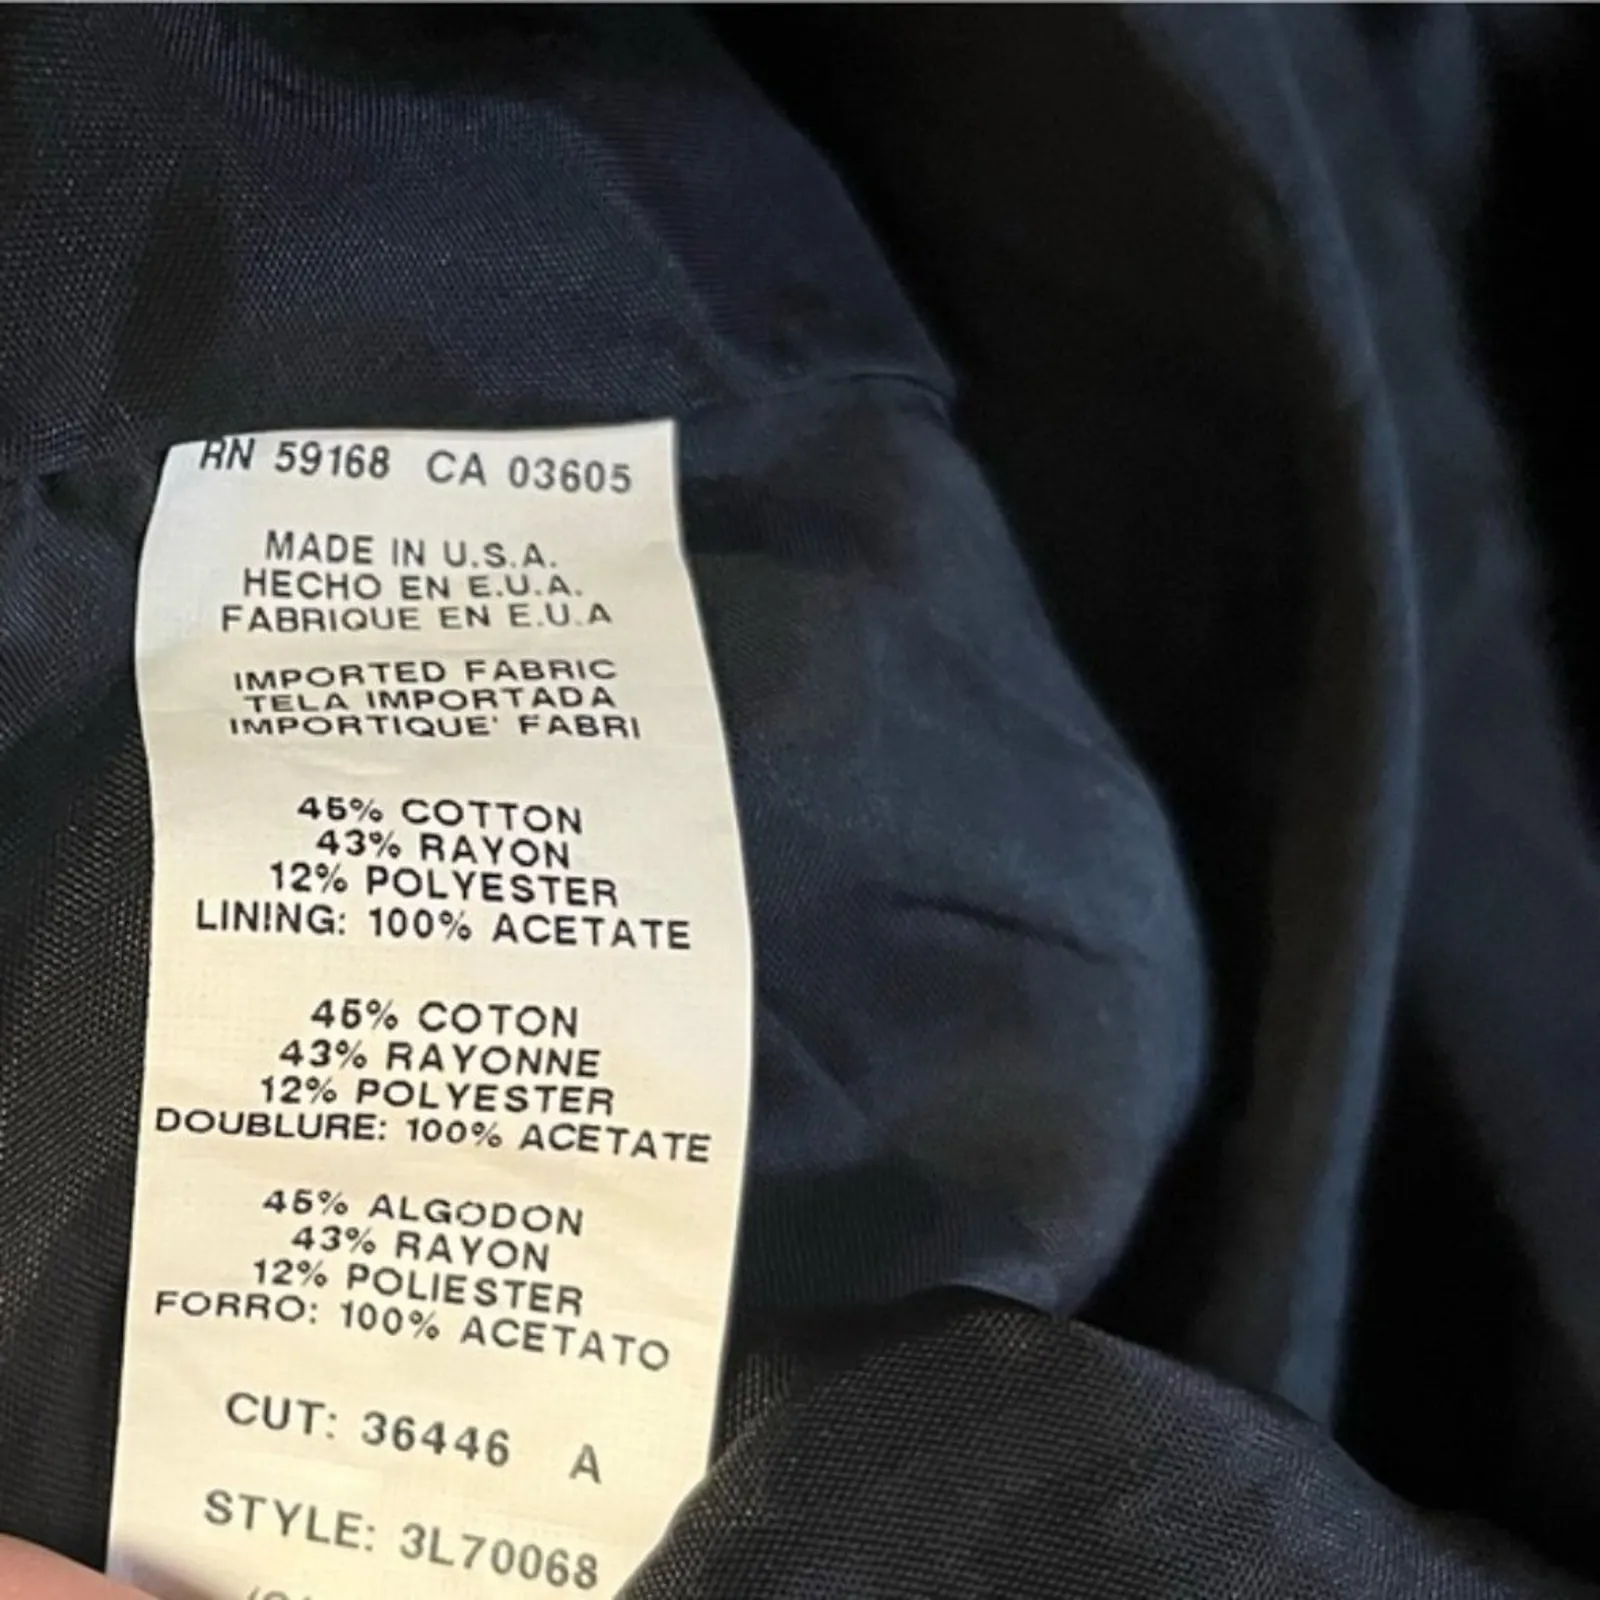 RN 59168 CA 03605
MADE IN U.S.A.
HECHO EN E.U.A.
FABRIQUE EN E.U.A
IMPORTED FABRIC
TELA IMPORTADA
IMPORTIQUE' FABRI
45% COTTON
43% RAYON
12% POLYESTER
LINING: 100% ACETATE
45% COTON
43% RAYONNE
12% POLYESTER
DOUBLURE: 100% ACETATE
45% ALGODON
43% RAYON
12% POLIESTER
FORRO: 100% ACETATO
CUT: 36446 A
STYLE: 3L70068